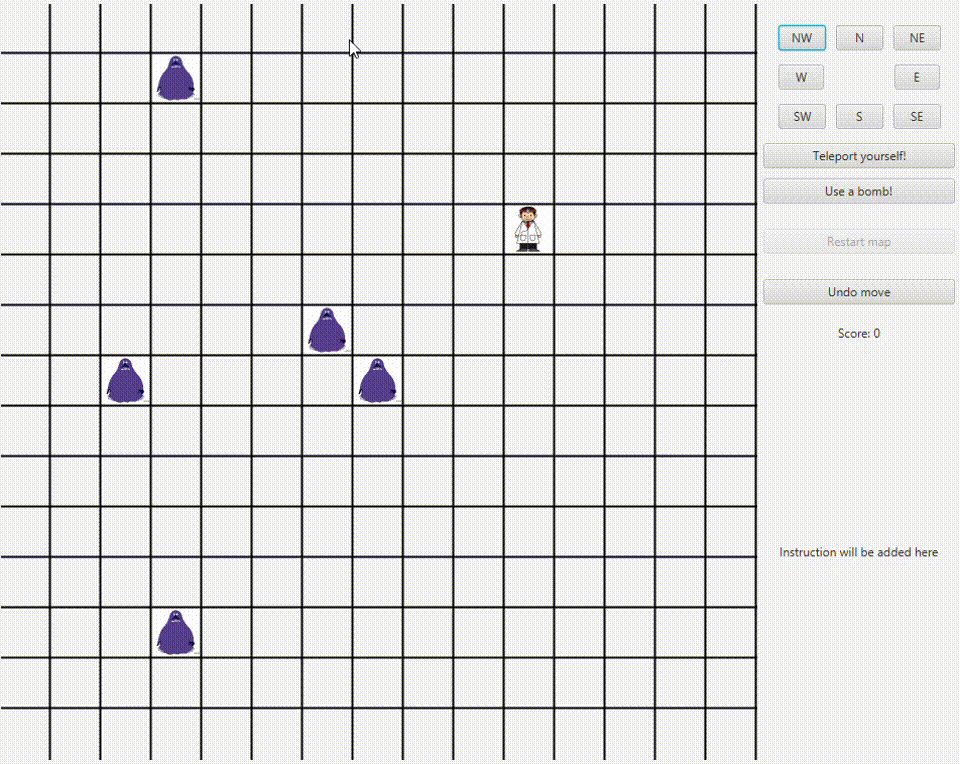 NW N NE
W E
SW S SE
Teleport yourself!
Use a bomb!
Restart map
Undo move
Score: 0
Instruction will be added here